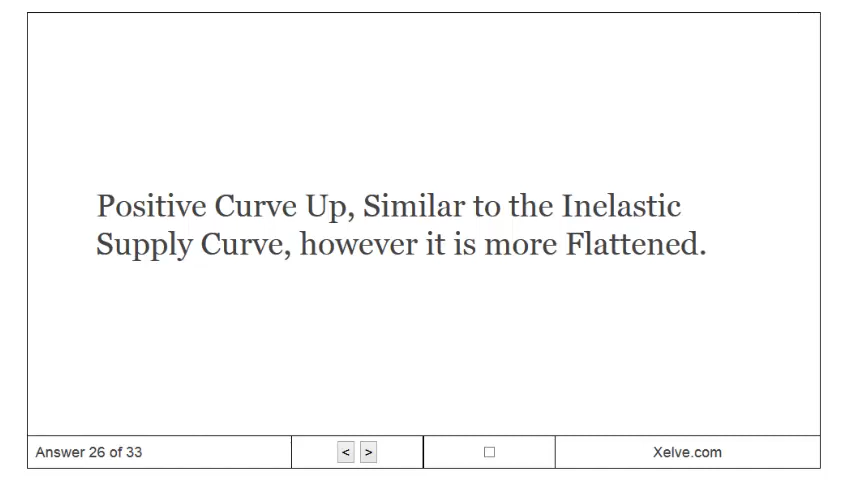 Positive Curve Up, Similar to the Inelastic
Supply Curve, however it is more Flattened.
Answer 26 of 33
< >
Xelve.com